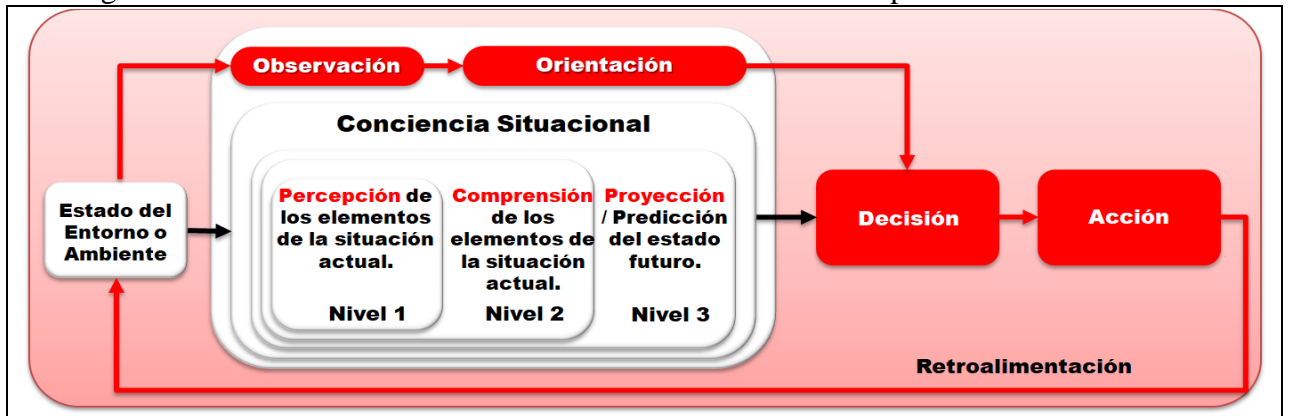 Observación
Orientación
Conciencia Situacional
Estado del
Entorno o
Ambiente
Percepción de
los elementos
de la situación
actual.
Nivel 1
Comprensión
de los
elementos de
la situación
actual.
Nivel 2
Proyección
/ Predicción
del estado
futuro.
Nivel 3
Decisión
Acción
Retroalimentación